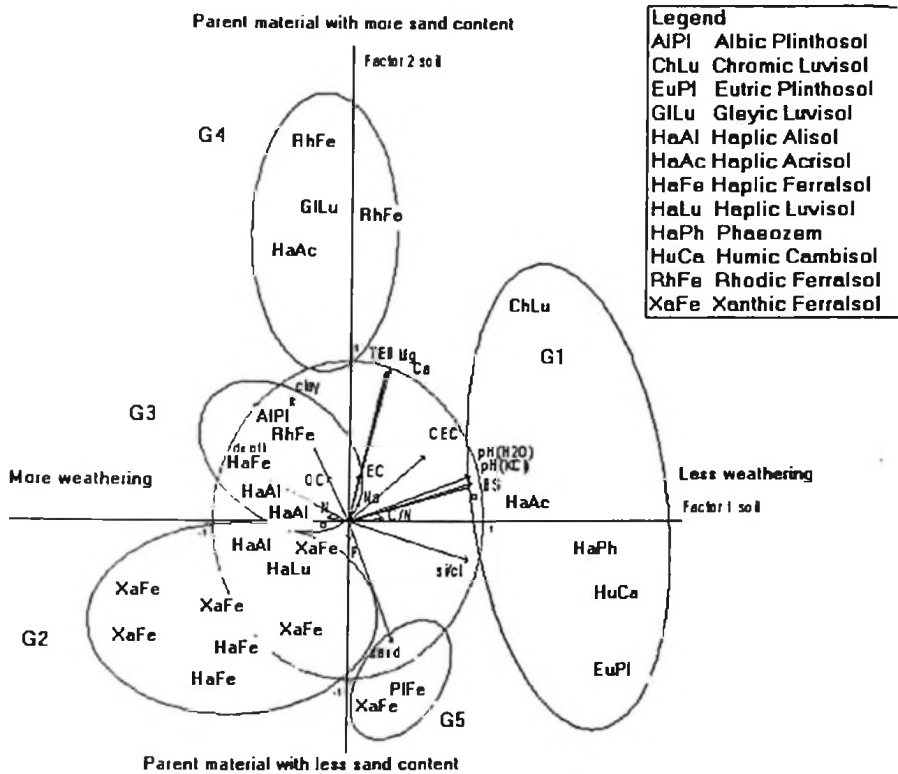 Parent material with more sand content
Factor 2 soil
Legend
AlPl Albic Plinthosol
ChLu Chromic Luvisol
EuPl Eutric Plinthosol
GlLu Gleyic Luvisol
HaAl Haplic Alisol
HaAc Haplic Acrisol
HaFe Haplic Ferralsol
HaLu Haplic Luvisol
HaPh Phaeozem
HuCa Humic Cambisol
RhFe Rhodic Ferralsol
XaFe Xanthic Ferralsol
G4
RhFe
GlLu
RhFe
HaAc
ChLu
G1
TEB Mg
Ca
clay
G3
AlPl
RhFe
CEC
HaFe
OC
EC
pH(H2O)
pH(KCl)
BS
More weathering
Less weathering
HaAl
Na
HaAc
Factor 1 soil
N
C/N
HaAl
-1
1
HaAl
XaFe
P
HaPh
HaLu
si/cl
XaFe
XaFe
HuCa
XaFe
XaFe
G2
HaFe
sand
HaFe
EuPl
-1
PlFe
XaFe
G5
Parent material with less sand content